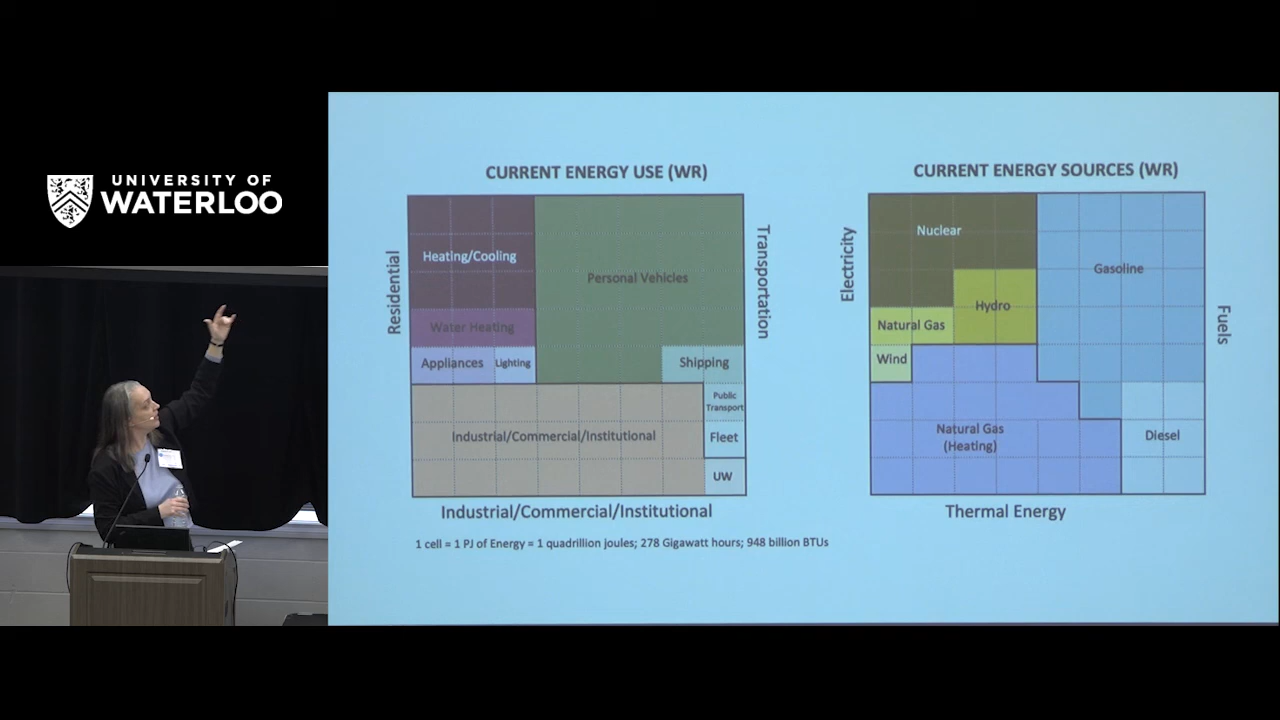 UNIVERSITY OF
WATERLOO
CURRENT ENERGY USE (WR)
Residential
Heating/Cooling
Water Heating
Appliances
Lighting
Personal Vehicles
Shipping
Transportation
Public
Transport
Fleet
UW
Industrial/Commercial/Institutional
Industrial/Commercial/Institutional
1 cell = 1 PJ of Energy = 1 quadrillion joules; 278 Gigawatt hours; 948 billion BTUs
CURRENT ENERGY SOURCES (WR)
Electricity
Nuclear
Hydro
Natural Gas
Wind
Gasoline
Fuels
Natural Gas
(Heating)
Diesel
Thermal Energy